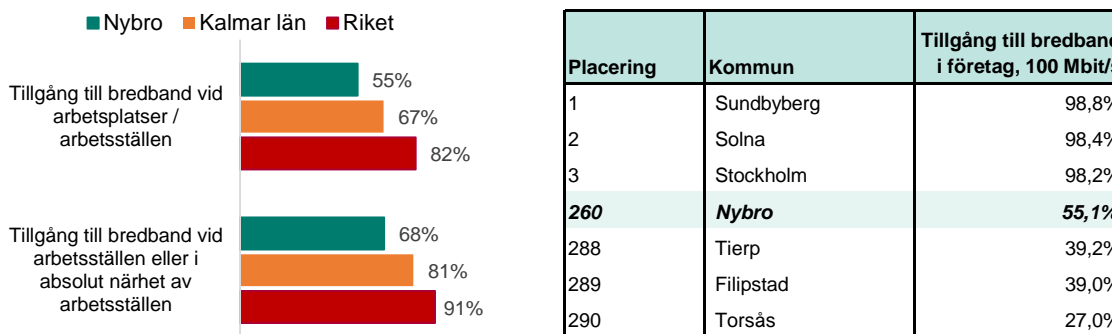 Nybro Kalmar län Riket
Tillgång till bredband vid
arbetsplatser /
arbetsställen
55%
67%
82%
Tillgång till bredband vid
arbetsställen eller i
absolut närhet av
arbetsställen
68%
81%
91%
Placering Kommun Tillgång till bredband
i företag, 100 Mbit/s
1 Sundbyberg 98,8%
2 Solna 98,4%
3 Stockholm 98,2%
260 Nybro 55,1%
288 Tierp 39,2%
289 Filipstad 39,0%
290 Torsås 27,0%